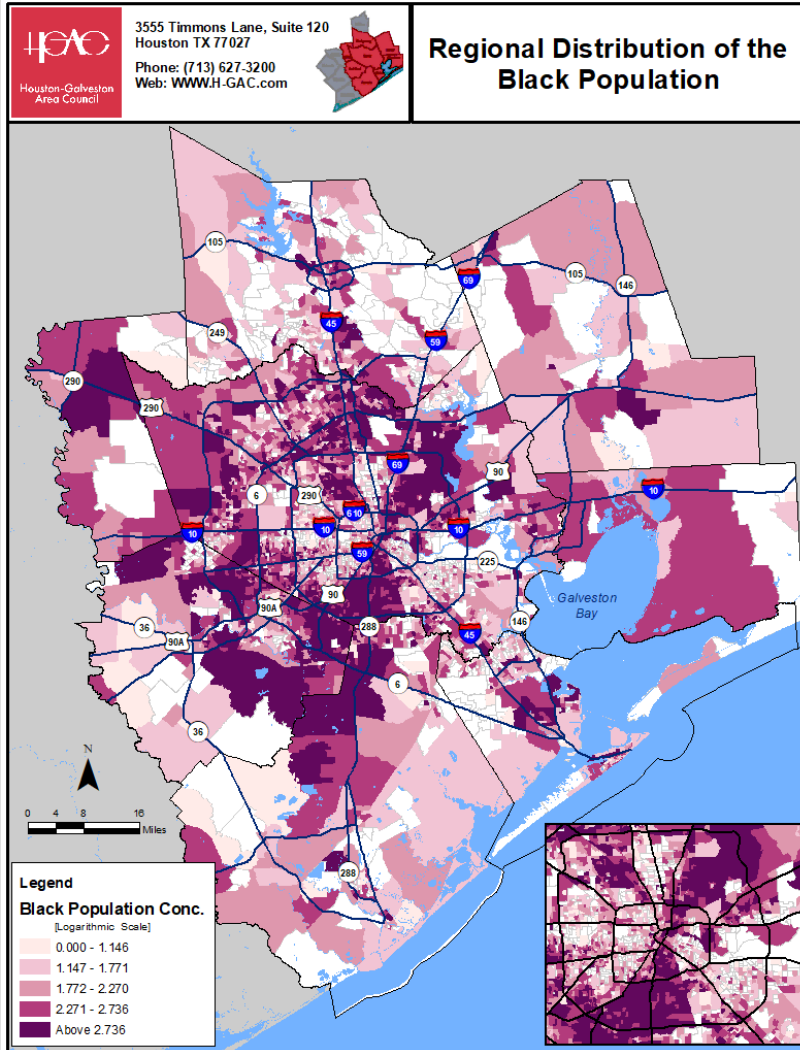 HGAC
Houston-Galveston
Area Council
3555 Timmons Lane, Suite 120
Houston TX 77027
Phone: (713) 627-3200
Web: WWW.H-GAC.com
Regional Distribution of the
Black Population
105
69
105
146
45
249
59
290
290
69
90
6
290
610
10
10
10
10
59
225
90
90A
Galveston
Bay
36
288
45
146
90A
6
36
N
0 4 8 16
Miles
288
Legend
Black Population Conc.
[Logarithmic Scale]
0.000 - 1.146
1.147 - 1.771
1.772 - 2.270
2.271 - 2.736
Above 2.736